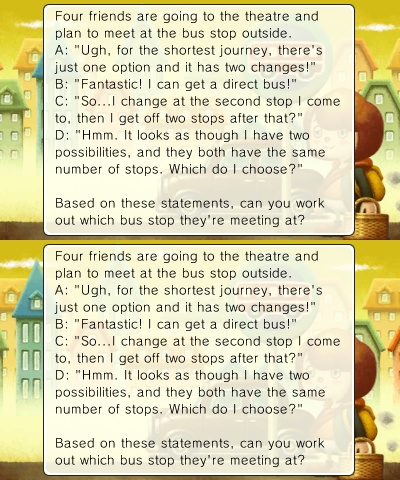 Four friends are going to the theatre and
plan to meet at the bus stop outside.
A: "Ugh, for the shortest journey, there's
just one option and it has two changes!"
B: "Fantastic! I can get a direct bus!"
C: "So...I change at the second stop I come
to, then I get off two stops after that?"
D: "Hmm. It looks as though I have two
possibilities, and they both have the same
number of stops. Which do I choose?"
Based on these statements, can you work
out which bus stop they're meeting at?
Four friends are going to the theatre and
plan to meet at the bus stop outside.
A: "Ugh, for the shortest journey, there's
just one option and it has two changes!"
B: "Fantastic! I can get a direct bus!"
C: "So...I change at the second stop I come
to, then I get off two stops after that?"
D: "Hmm. It looks as though I have two
possibilities, and they both have the same
number of stops. Which do I choose?"
Based on these statements, can you work
out which bus stop they're meeting at?